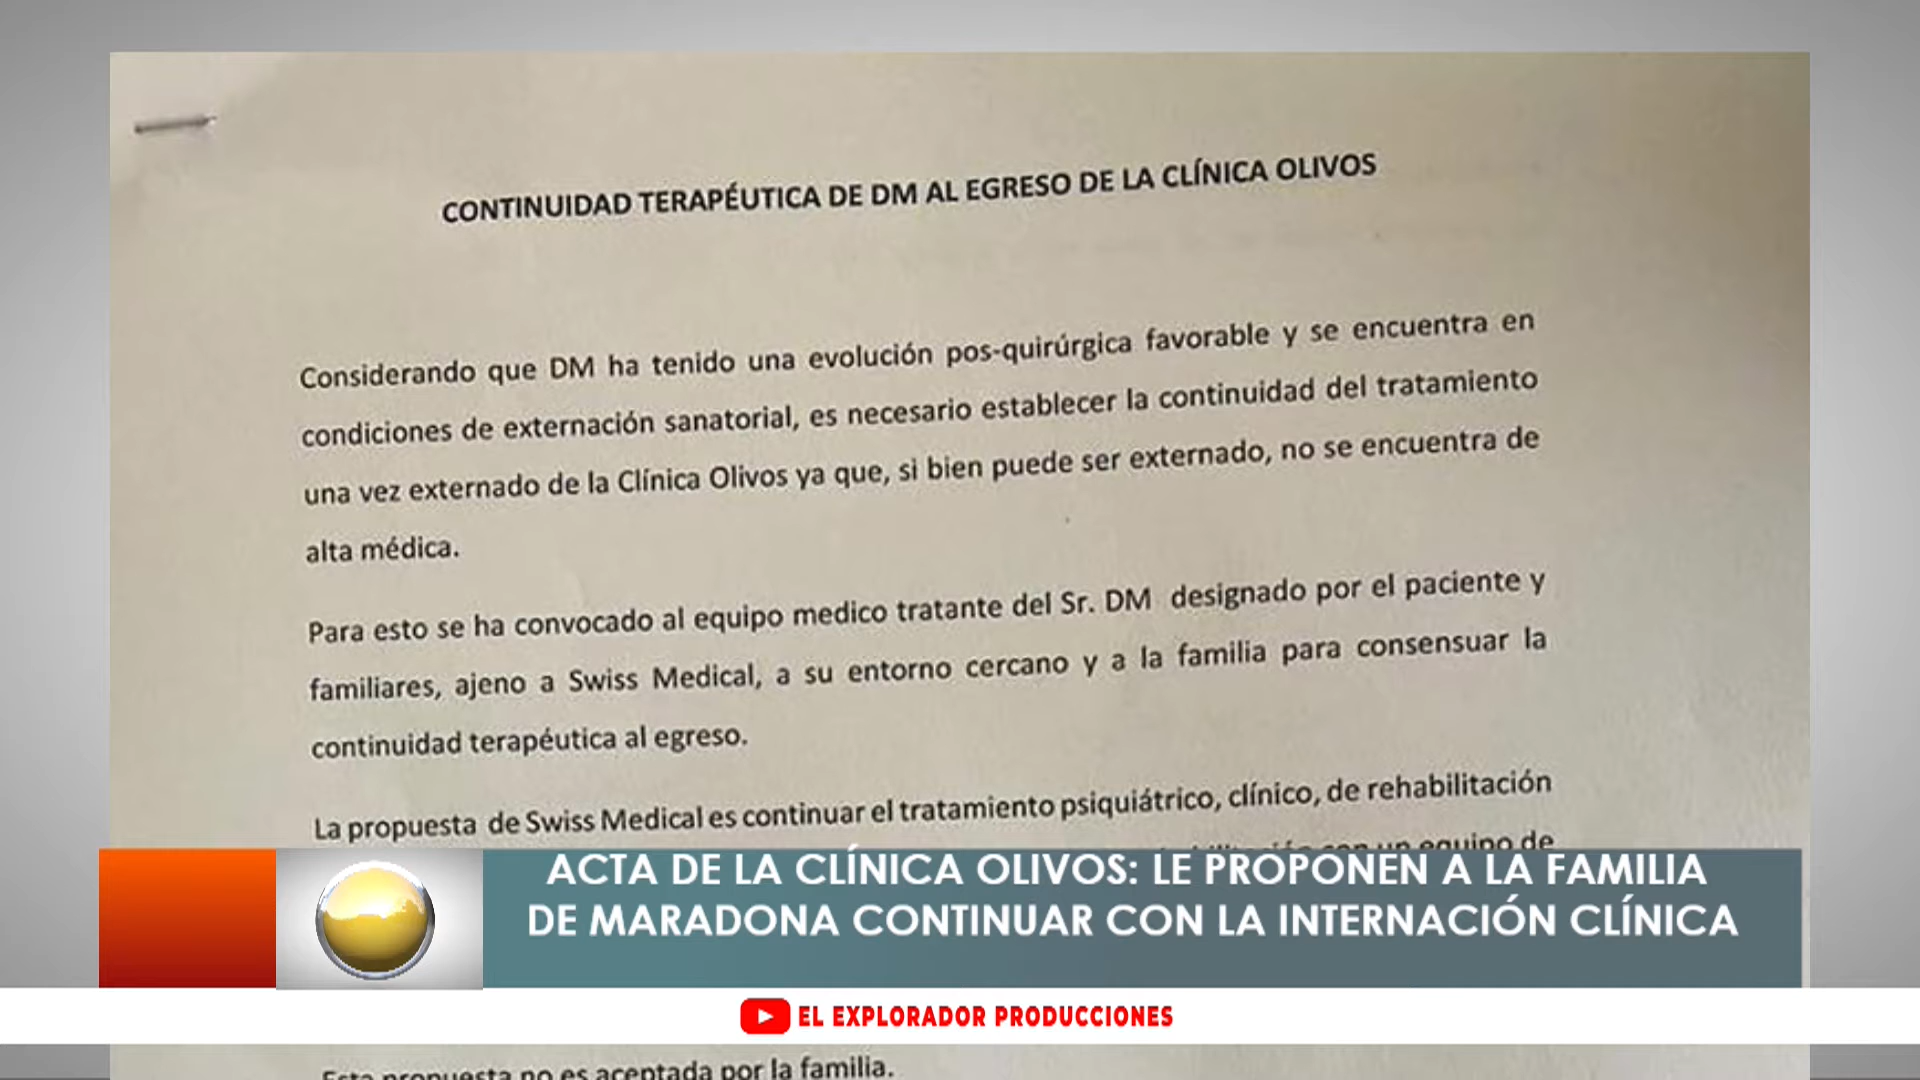 CONTINUIDAD TERAPÉUTICA DE DM AL EGRESO DE LA CLÍNICA OLIVOS
Considerando que DM ha tenido una evolución pos-quirúrgica favorable y se encuentra en
condiciones de externación sanatorial, es necesario establecer la continuidad del tratamiento
una vez externado de la Clínica Olivos ya que, si bien puede ser externado, no se encuentra de
alta médica.
Para esto se ha convocado al equipo medico tratante del Sr. DM designado por el paciente y
familiares, ajeno a Swiss Medical, a su entorno cercano y a la familia para consensuar la
continuidad terapéutica al egreso.
La propuesta de Swiss Medical es continuar el tratamiento psiquiátrico, clínico, de rehabilitación
con un equipo de
ACTA DE LA CLÍNICA OLIVOS: LE PROPONEN A LA FAMILIA
DE MARADONA CONTINUAR CON LA INTERNACIÓN CLÍNICA
EL EXPLORADOR PRODUCCIONES
Esta propuesta no es aceptada por la familia.